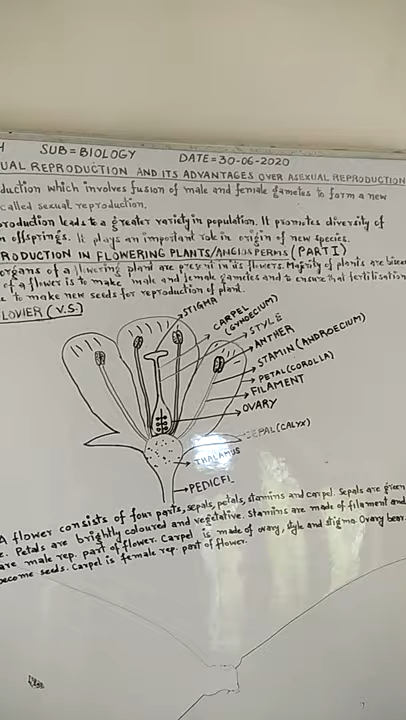 H SUB=BIOLOGY DATE=30-06-2020
UAL REPRODUCTION AND ITS ADVANTAGES OVER ASEXUAL REPRODUCTION
duction which involves fusion of male and female gametes to form a new
called sexual reproduction.
production leads to a greater variety in population. It promotes diversity of
n offsprings. It plays an important role in origin of new species.
RODUCTION IN FLOWERING PLANTS/ANGIOSPERMS (PART I)
organs of a flwering plant are present in its flowers. Majority of plants are bisex
of a flower is to make male and female gametes and to ensure that fertilisation
to make new seeds for reproduction of plant.
LOWER (V.S.)
STIGMA
CARPEL
(GYNOECIUM)
STYLE
ANTHER
STAMIN (ANDROECIUM)
PETAL (COROLLA)
FILAMENT
OVARY
SEPAL (CALYX)
THALAMUS
PEDICEL
A flower consists of four parts, sepals, petals, stamins and carpel. Sepals are green
e. Petals are brightly coloured and vegetative. Stamins are made of filament and
are male rep. part of flower. Carpel is made of ovary, style and stigma. Ovary bear
become seeds. Carpel is female rep. part of flower.